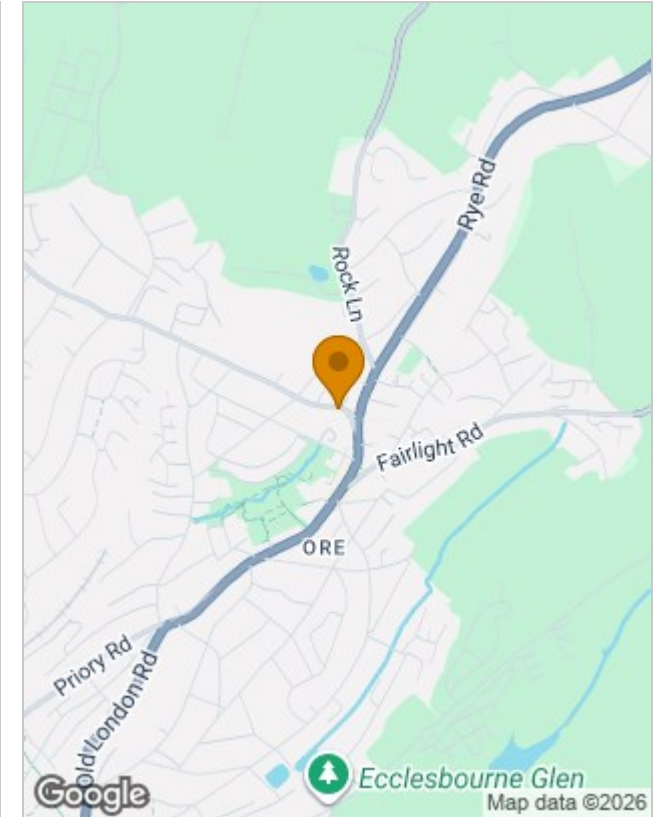 Rye Rd
Rock Ln
Fairlight Rd
ORE
Priory Rd
Old London Rd
Ecclesbourne Glen
Google
Map data ©2026